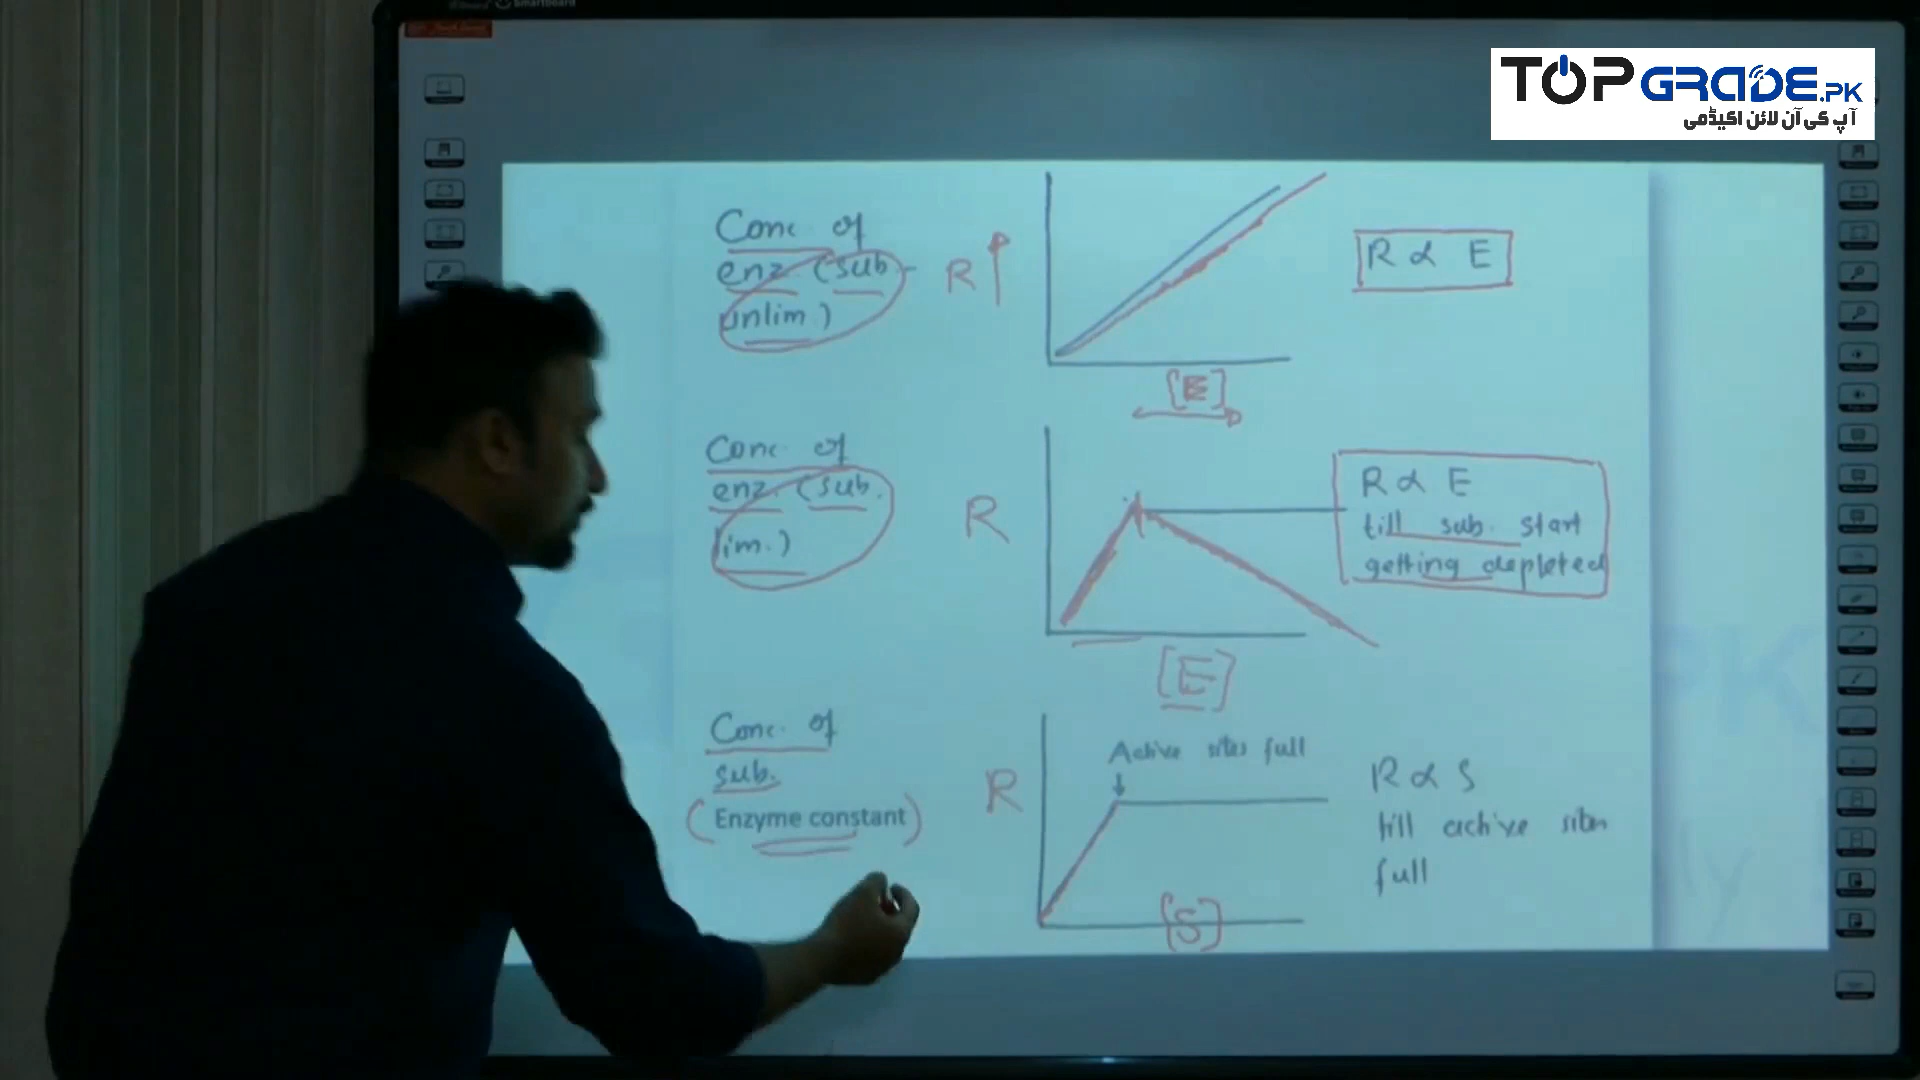 TOPGRADE.PK
آپ کی آن لائن اکیڈمی
Conc. of
enz. (sub.
unlim.)
R
[E]
R ∝ E
Conc. of
enz. (sub.
lim.)
R
[E]
R ∝ E
till sub. start
getting depleted
Conc. of
sub.
(Enzyme constant)
R
Active sites full
[S]
R ∝ S
till active sites
full